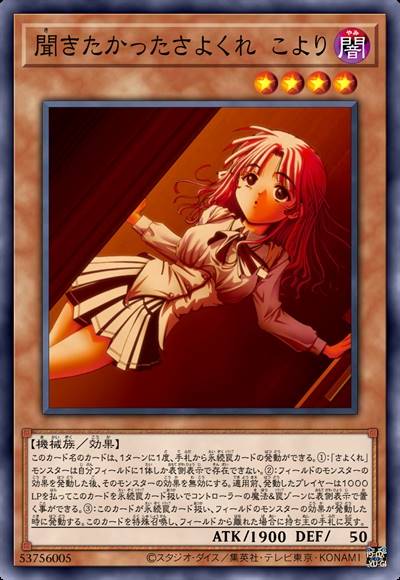 聞きたかったさよくれ こより
闇
【機械族／効果】
このカード名のカードは、1ターンに1度、手札から永続罠カードの発動ができる。①:「さよくれ」
モンスターは自分フィールドに1体しか表側表示で存在できない。②:フィールドのモンスター
の効果を発動した後、そのモンスターの効果を無効にする。適用前、発動したプレイヤーは1000
LPを払ってこのカードを永続罠カード扱いでコントローラーの魔法&罠ゾーンに表側表示で置
く事ができる。③:このカードが永続罠カード扱いの場合、フィールドのモンスターの効果が発動した
時に発動する。このカードを特殊召喚し、フィールドから離れた場合に持ち主の手札に戻す。
ATK/1900 DEF/ 50
53756005
©スタジオ・ダイス／集英社・テレビ東京・KONAMI